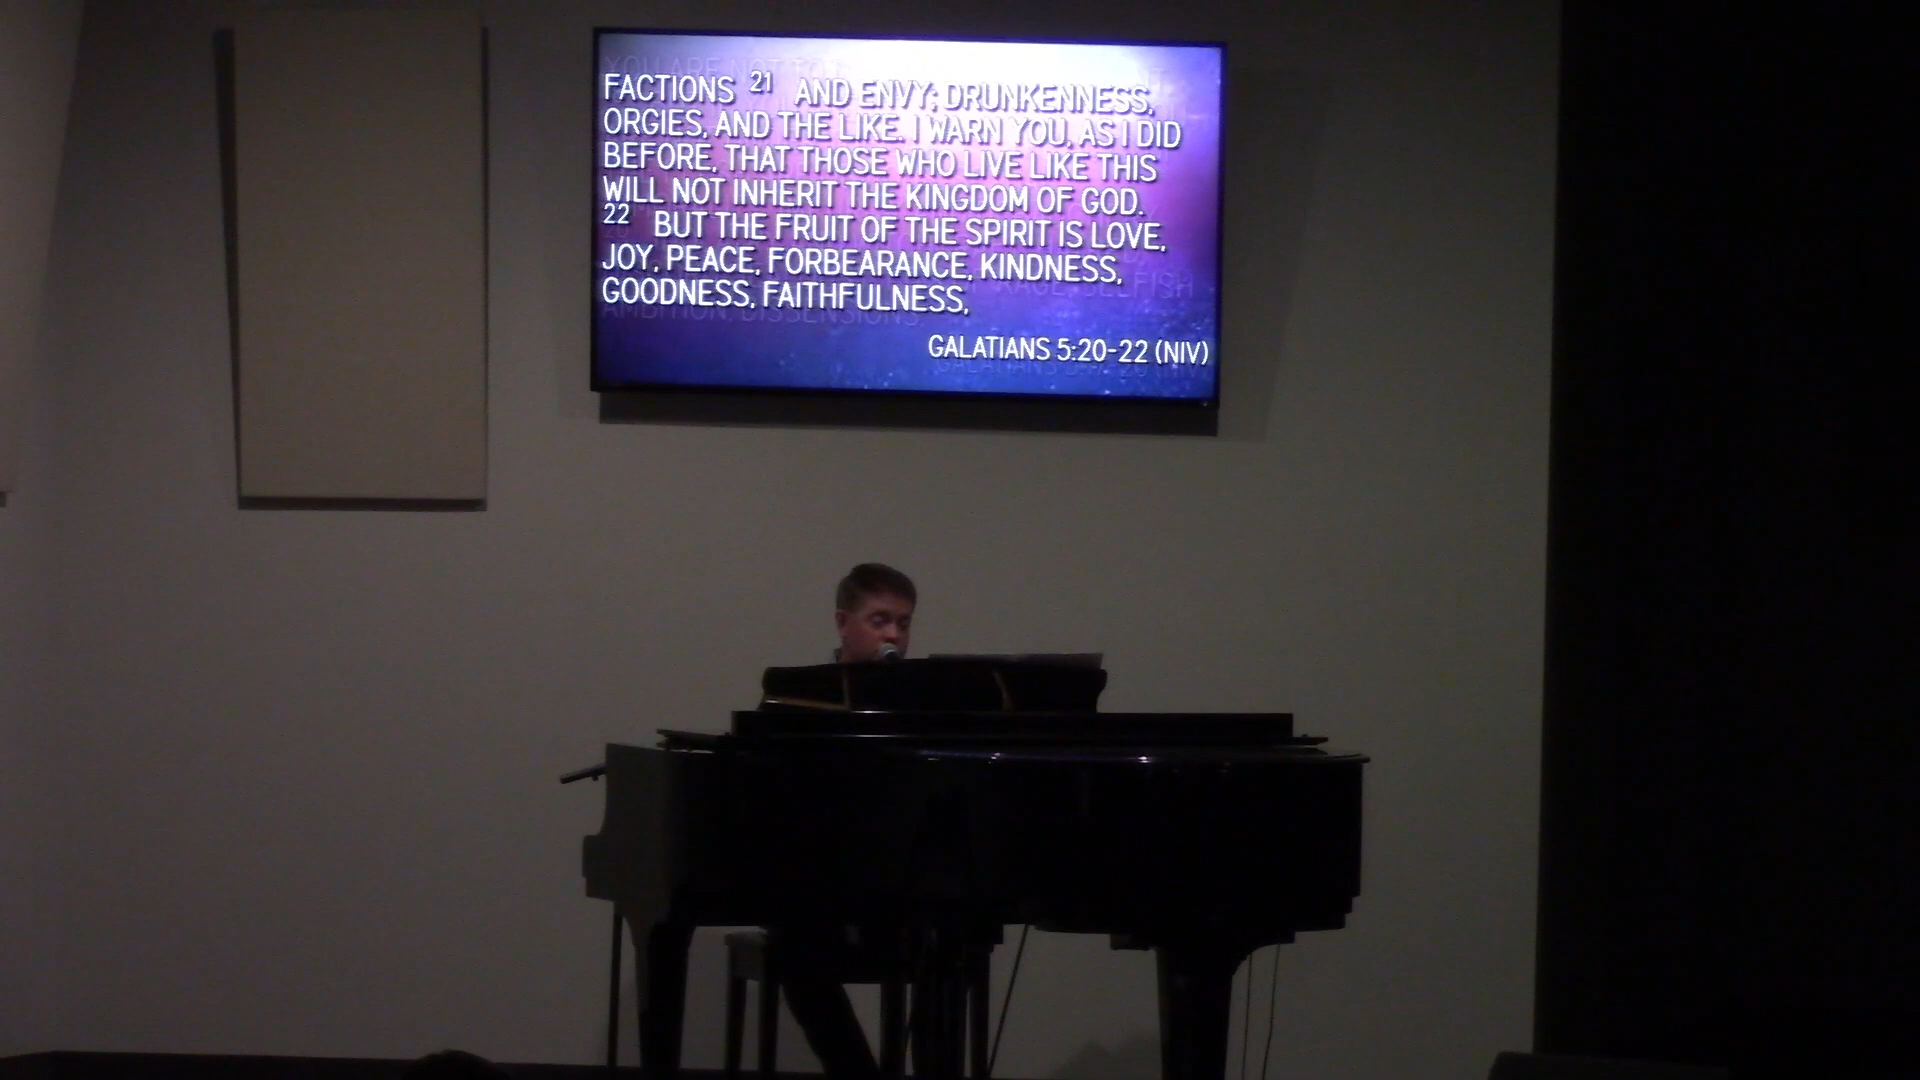 FACTIONS 21 AND ENVY; DRUNKENNESS,
ORGIES, AND THE LIKE. I WARN YOU, AS I DID
BEFORE, THAT THOSE WHO LIVE LIKE THIS
WILL NOT INHERIT THE KINGDOM OF GOD.
22 BUT THE FRUIT OF THE SPIRIT IS LOVE,
JOY, PEACE, FORBEARANCE, KINDNESS,
GOODNESS, FAITHFULNESS,
GALATIANS 5:20-22 (NIV)